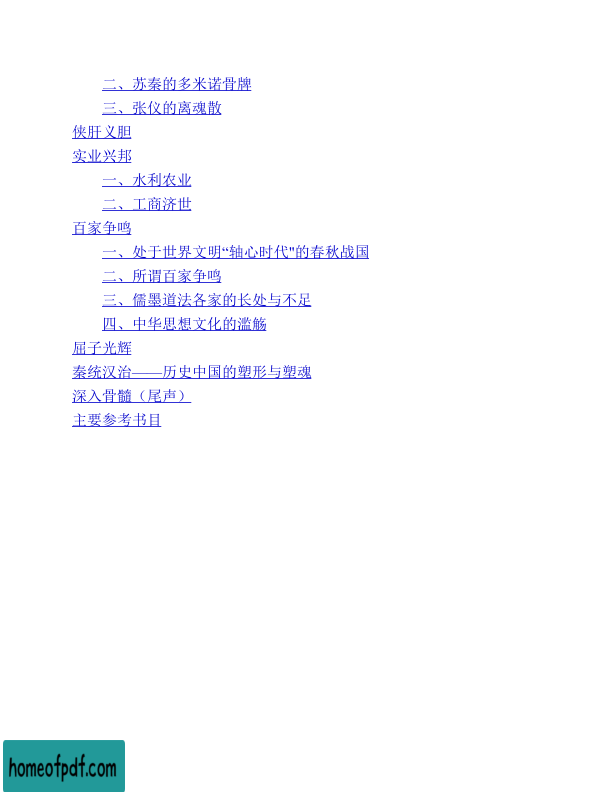 二、苏秦的多米诺骨牌
三、张仪的离魂散
侠肝义胆
实业兴邦
一、水利农业
二、工商济世
百家争鸣
一、处于世界文明“轴心时代"的春秋战国
二、所谓百家争鸣
三、儒墨道法各家的长处与不足
四、中华思想文化的滥觞
屈子光辉
秦统汉治——历史中国的塑形与塑魂
深入骨髓（尾声）
主要参考书目
homeofpdf.com